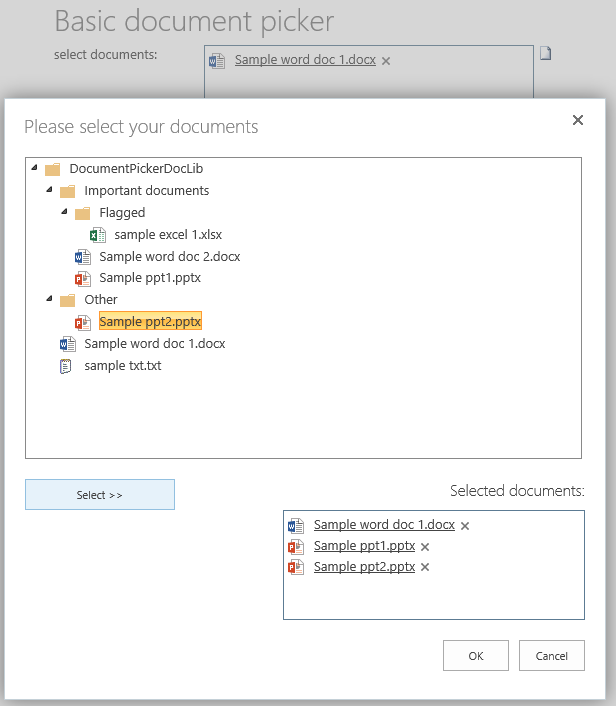 Basic document picker
select documents:
Sample word doc 1.docx
Please select your documents
DocumentPickerDocLib
Important documents
Flagged
sample excel 1.xlsx
Sample word doc 2.docx
Sample ppt1.pptx
Other
Sample ppt2.pptx
Sample word doc 1.docx
sample txt.txt
Select >>
Selected documents:
Sample word doc 1.docx
Sample ppt1.pptx
Sample ppt2.pptx
OK Cancel